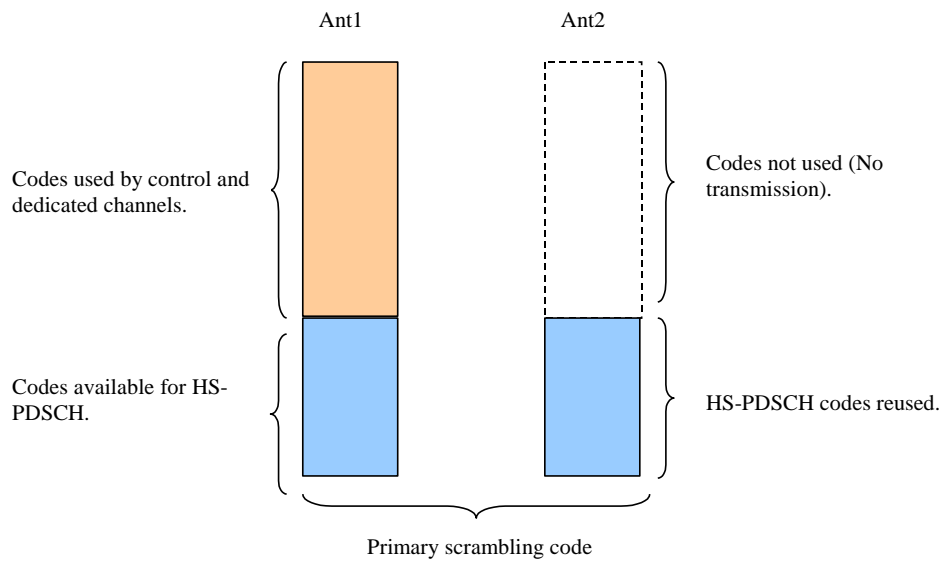 Ant1
Ant2
Codes used by control and
dedicated channels.
Codes not used (No
transmission).
Codes available for HS-
PDSCH.
HS-PDSCH codes reused.
Primary scrambling code